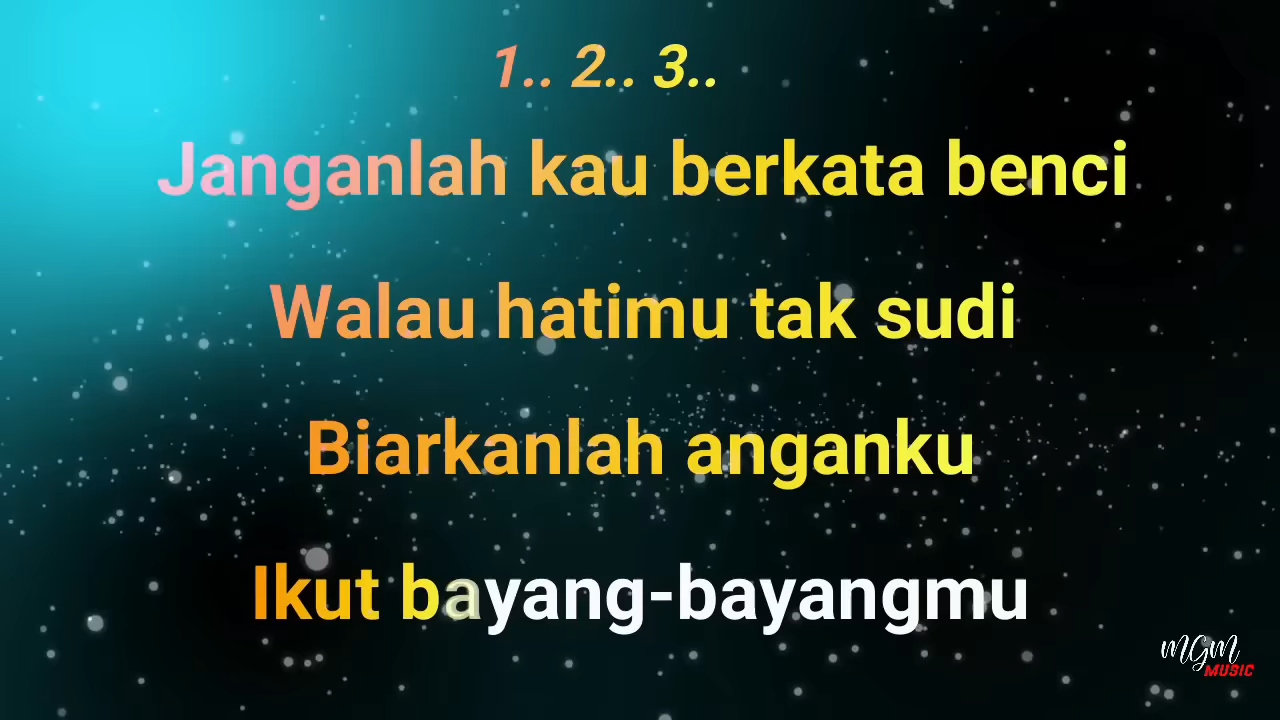 1.. 2.. 3..
Janganlah kau berkata benci
Walau hatimu tak sudi
Biarkanlah anganku
Ikut bayang-bayangmu
MGM
MUSIC